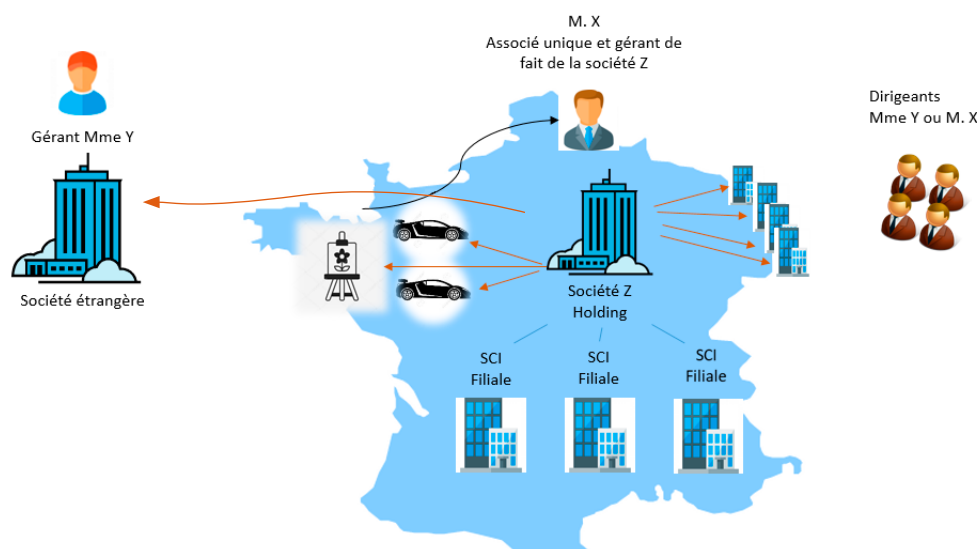 M. X
Associé unique et gérant de
fait de la société Z
Dirigeants
Mme Y ou M. X
Gérant Mme Y
Société étrangère
Société Z
Holding
SCI
Filiale
SCI
Filiale
SCI
Filiale